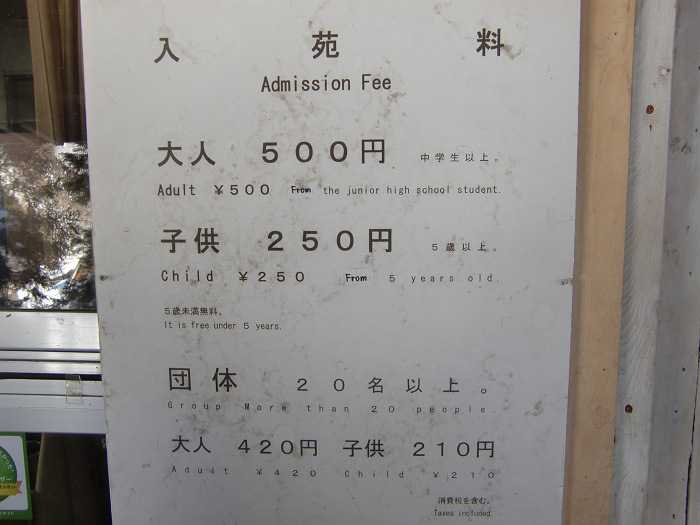 入苑料
Admission Fee
大人 500円 中学生以上。
Adult ¥500 From the junior high school student.
子供 250円 5歳以上。
Child ¥250 From 5 years old.
5歳未満無料。
It is free under 5 years.
団体 20名以上。
Group More than 20 people.
大人 420円 子供 210円
Adult ¥420 Child ¥210
消費税を含む。
Taxes included.